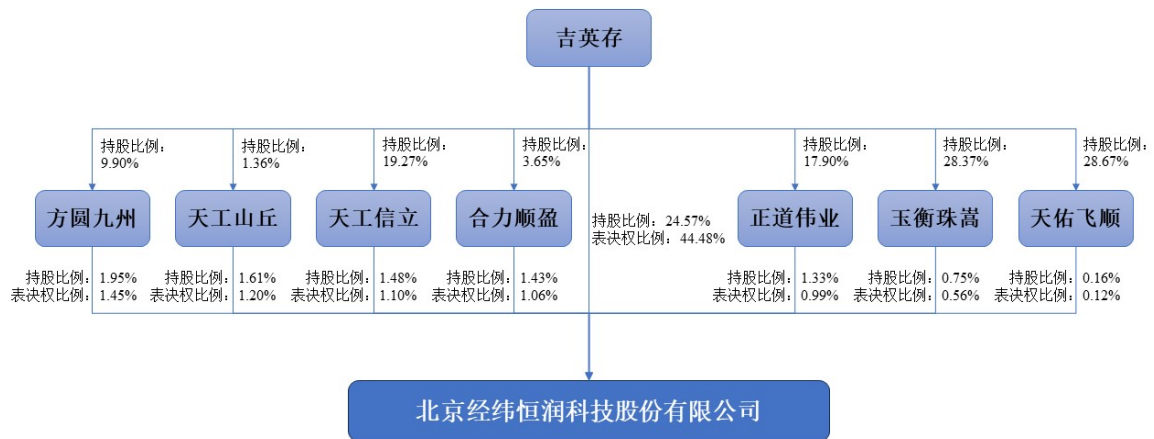 吉英存
持股比例：
9.90%
持股比例：
1.36%
持股比例：
19.27%
持股比例：
3.65%
持股比例：
17.90%
持股比例：
28.37%
持股比例：
28.67%
方圆九州
天工山丘
天工信立
合力顺盈
持股比例：24.57%
表决权比例：44.48%
正道伟业
玉衡珠嵩
天佑飞顺
持股比例：1.95%
表决权比例：1.45%
持股比例：1.61%
表决权比例：1.20%
持股比例：1.48%
表决权比例：1.10%
持股比例：1.43%
表决权比例：1.06%
持股比例：1.33%
表决权比例：0.99%
持股比例：0.75%
表决权比例：0.56%
持股比例：0.16%
表决权比例：0.12%
北京经纬恒润科技股份有限公司